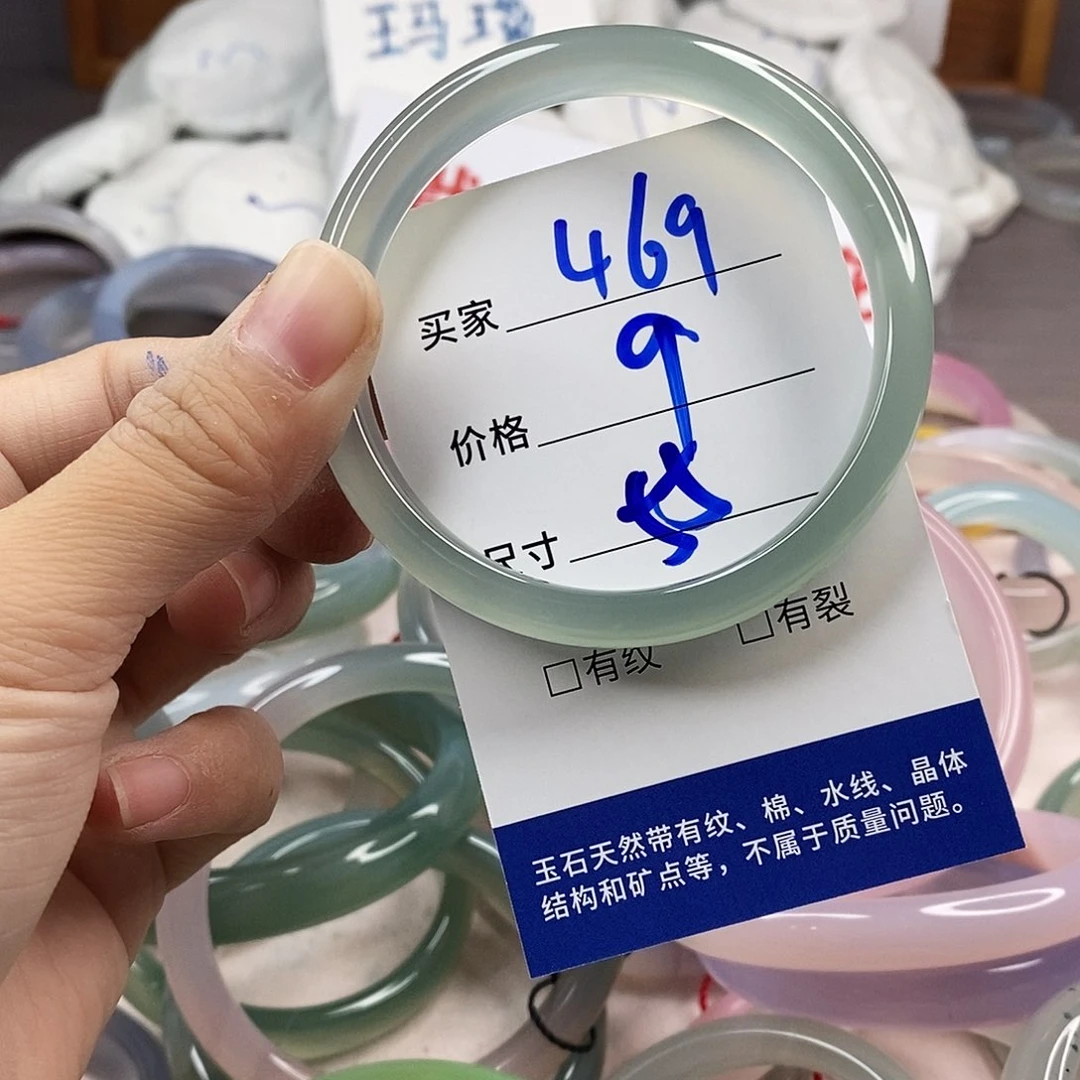 玛瑙
买家 469
价格 9
尺寸
□有纹 □有裂
玉石天然带有纹、棉、水线、晶体
结构和矿点等，不属于质量问题。